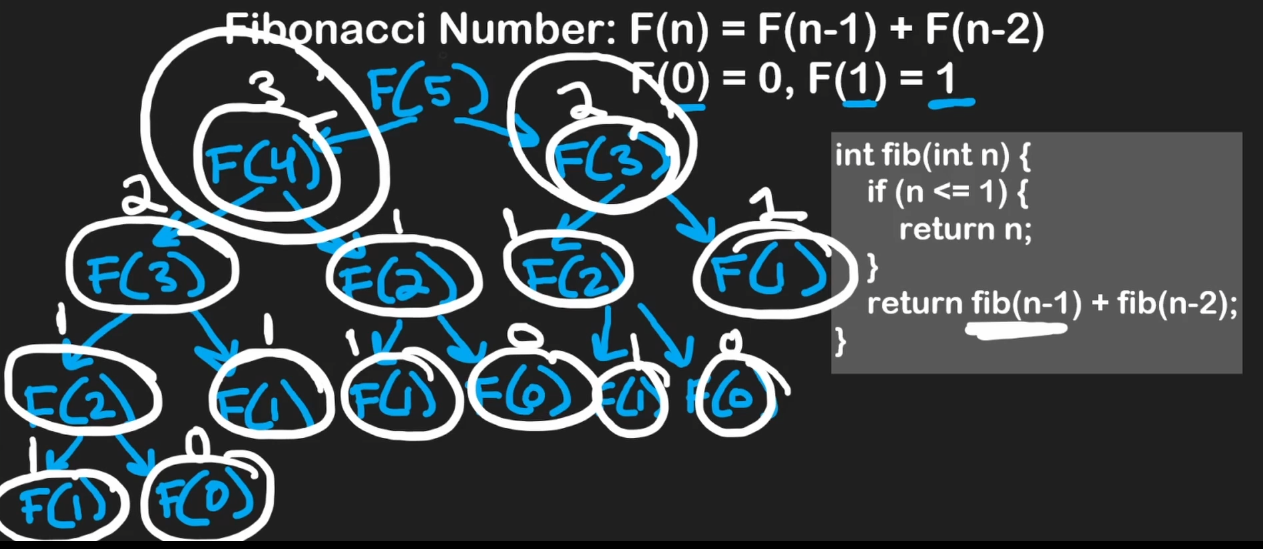 Fibonacci Number: F(n) = F(n-1) + F(n-2)
F(0) = 0, F(1) = 1
3 F(5) 2
F(4) F(3)
int fib(int n) {
if (n <= 1) {
return n;
}
return fib(n-1) + fib(n-2);
}
2 1 1 1
F(3) F(2) F(2) F(1)
1 1 1 0 1 0
F(2) F(1) F(1) F(0) F(1) F(0)
1 0
F(1) F(0)